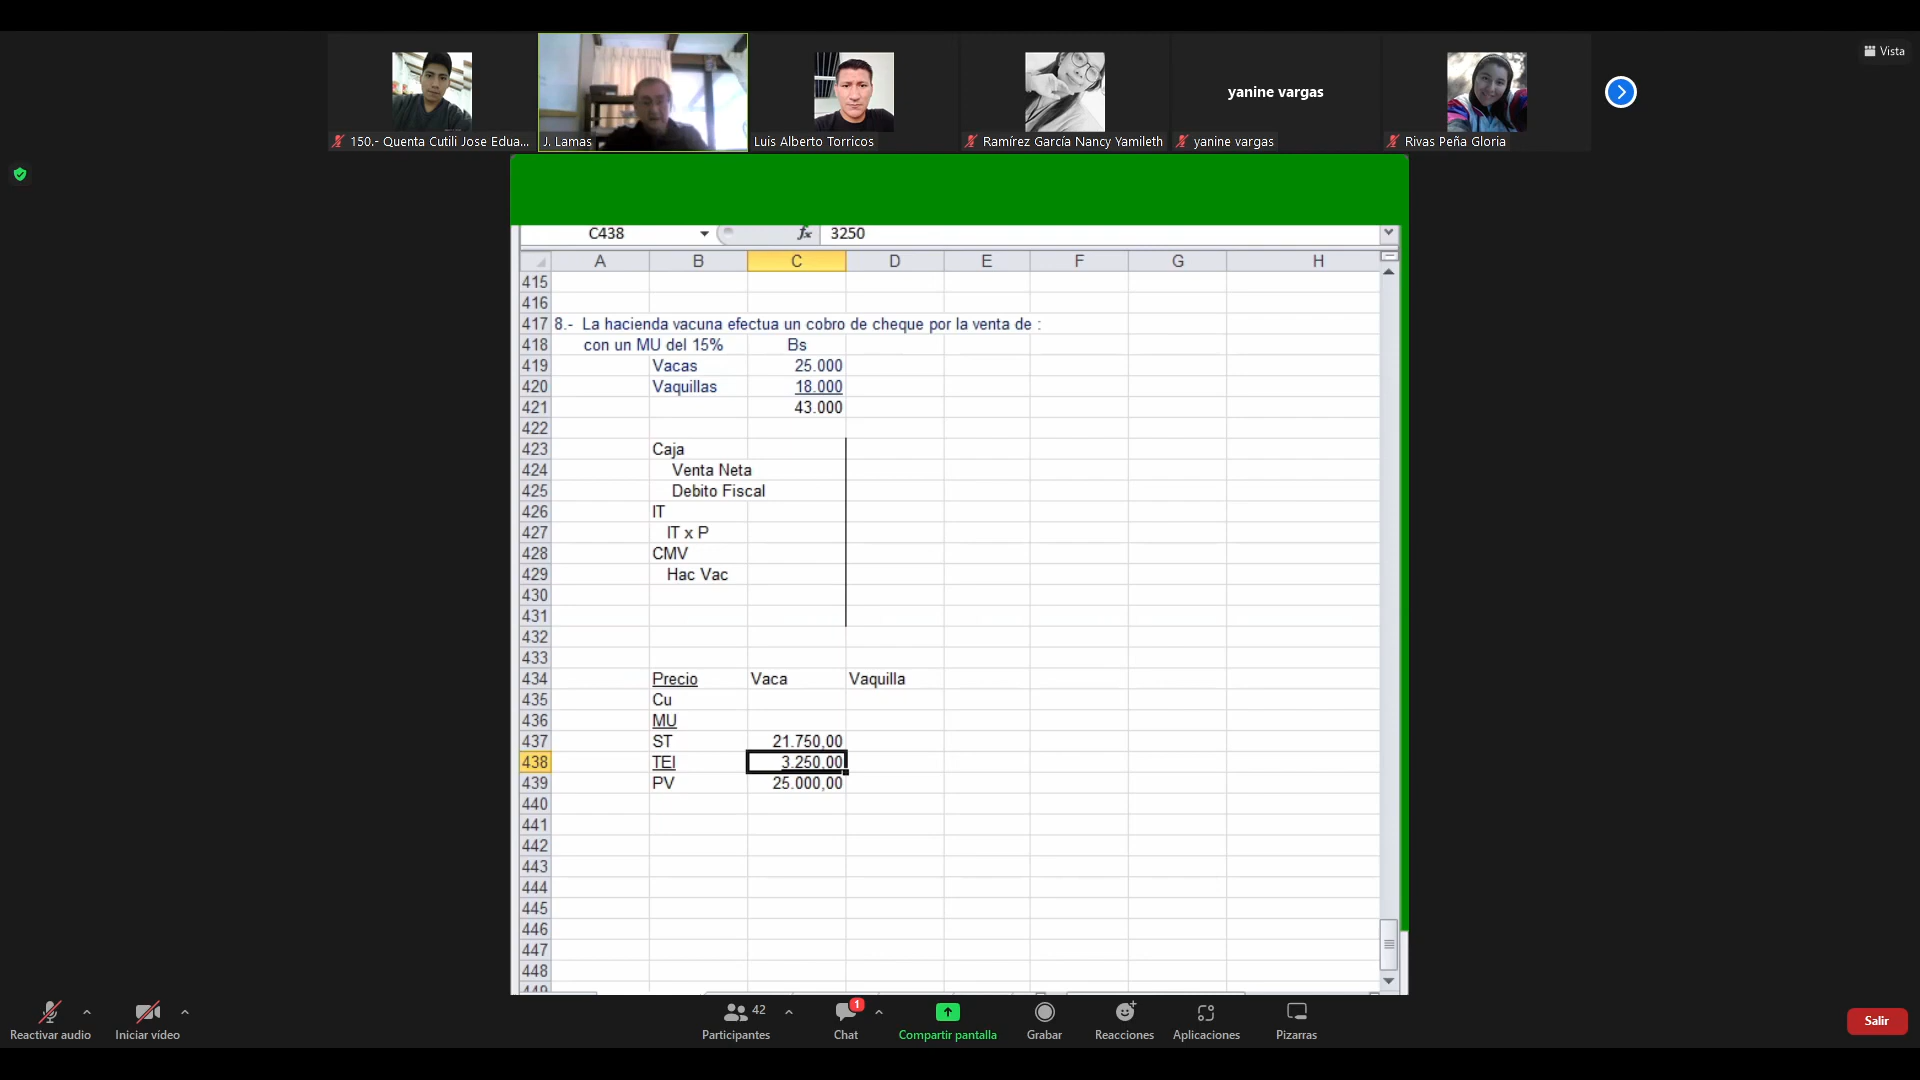 Vista
yanine vargas
150.- Quenta Cutili Jose Edua...
J. Lamas
Luis Alberto Torricos
Ramírez García Nancy Yamileth
yanine vargas
Rivas Peña Gloria
C438 fx 3250
A B C D E F G H
415
416
417 8.- La hacienda vacuna efectua un cobro de cheque por la venta de :
418 con un MU del 15% Bs
419 Vacas 25.000
420 Vaquillas 18.000
421 43.000
422
423 Caja
424 Venta Neta
425 Debito Fiscal
426 IT
427 IT x P
428 CMV
429 Hac Vac
430
431
432
433
434 Precio Vaca Vaquilla
435 Cu
436 MU
437 ST 21.750,00
438 TEI 3.250,00
439 PV 25.000,00
440
441
442
443
444
445
446
447
448
449
Reactivar audio
Iniciar vídeo
42
Participantes
1
Chat
Compartir pantalla
Grabar
Reacciones
Aplicaciones
Pizarras
Salir